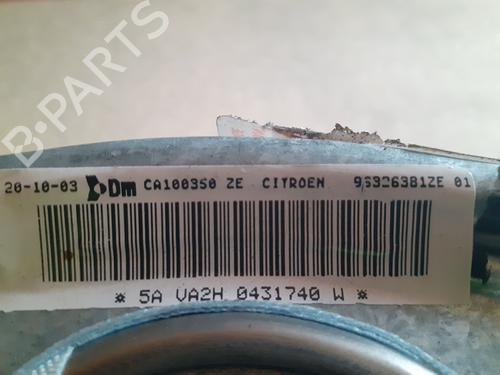 B-PARTS
20-10-03 Dm CA100350 ZE CITROEN 96326381ZE 01
* 5A VA2H 0431740 W *